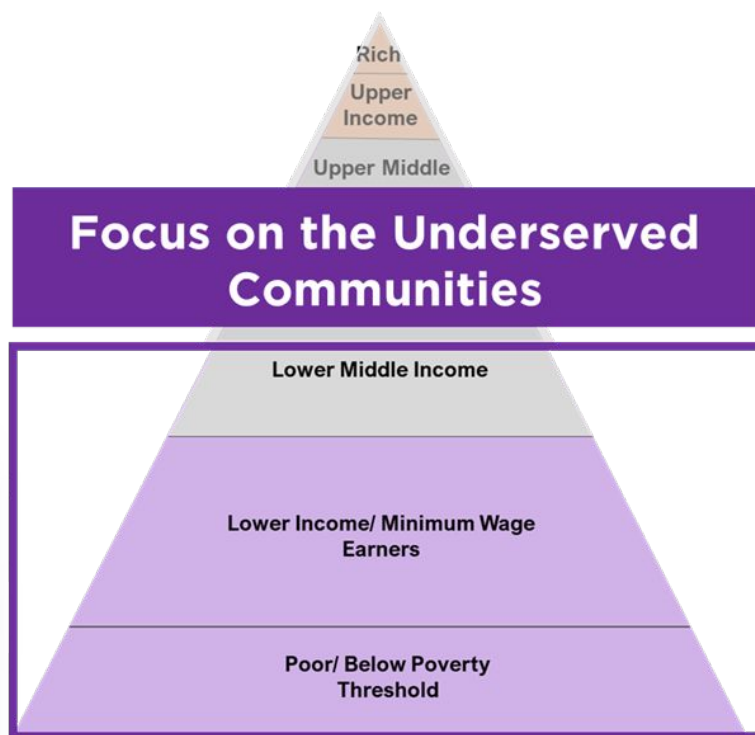 Rich
Upper
Income
Upper Middle
Focus on the Underserved
Communities
Lower Middle Income
Lower Income/ Minimum Wage
Earners
Poor/ Below Poverty
Threshold